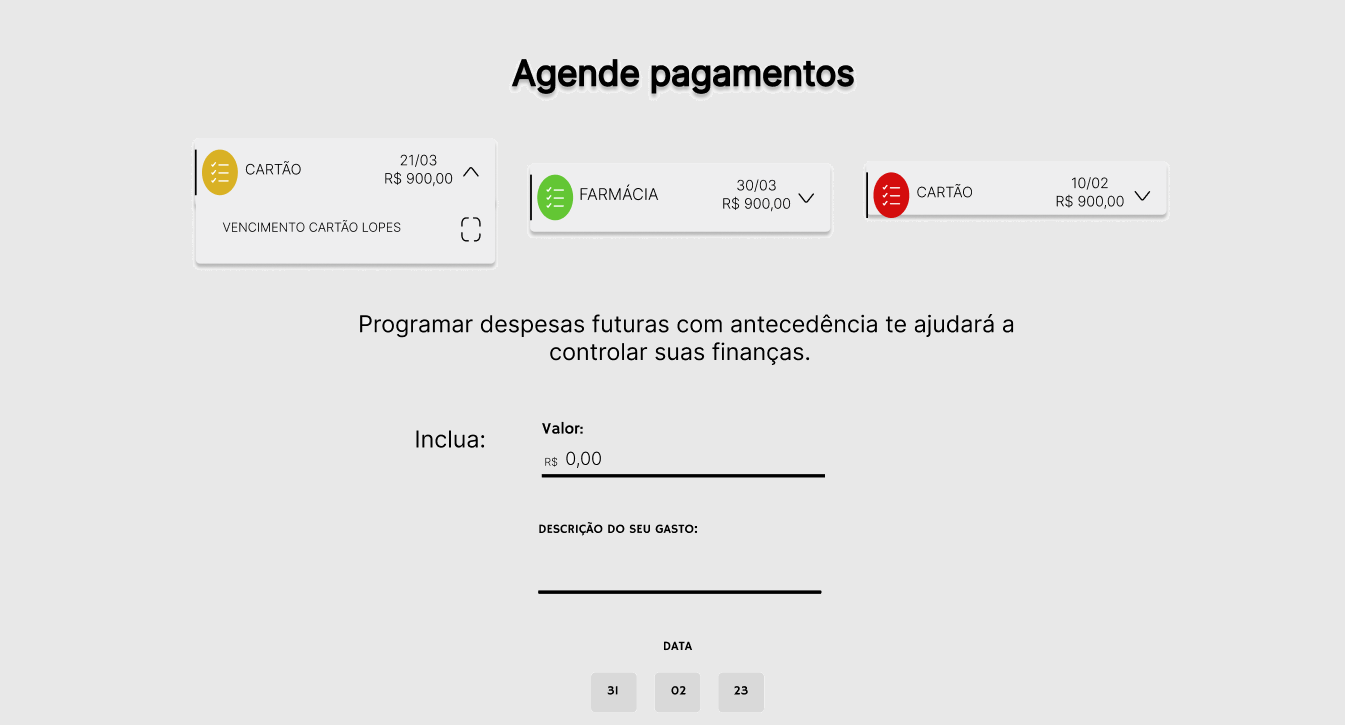 Agende pagamentos
CARTÃO
21/03
R$ 900,00
VENCIMENTO CARTÃO LOPES
FARMÁCIA
30/03
R$ 900,00
CARTÃO
10/02
R$ 900,00
Programar despesas futuras com antecedência te ajudará a
controlar suas finanças.
Inclua:
Valor:
R$ 0,00
DESCRIÇÃO DO SEU GASTO:
DATA
31 02 23